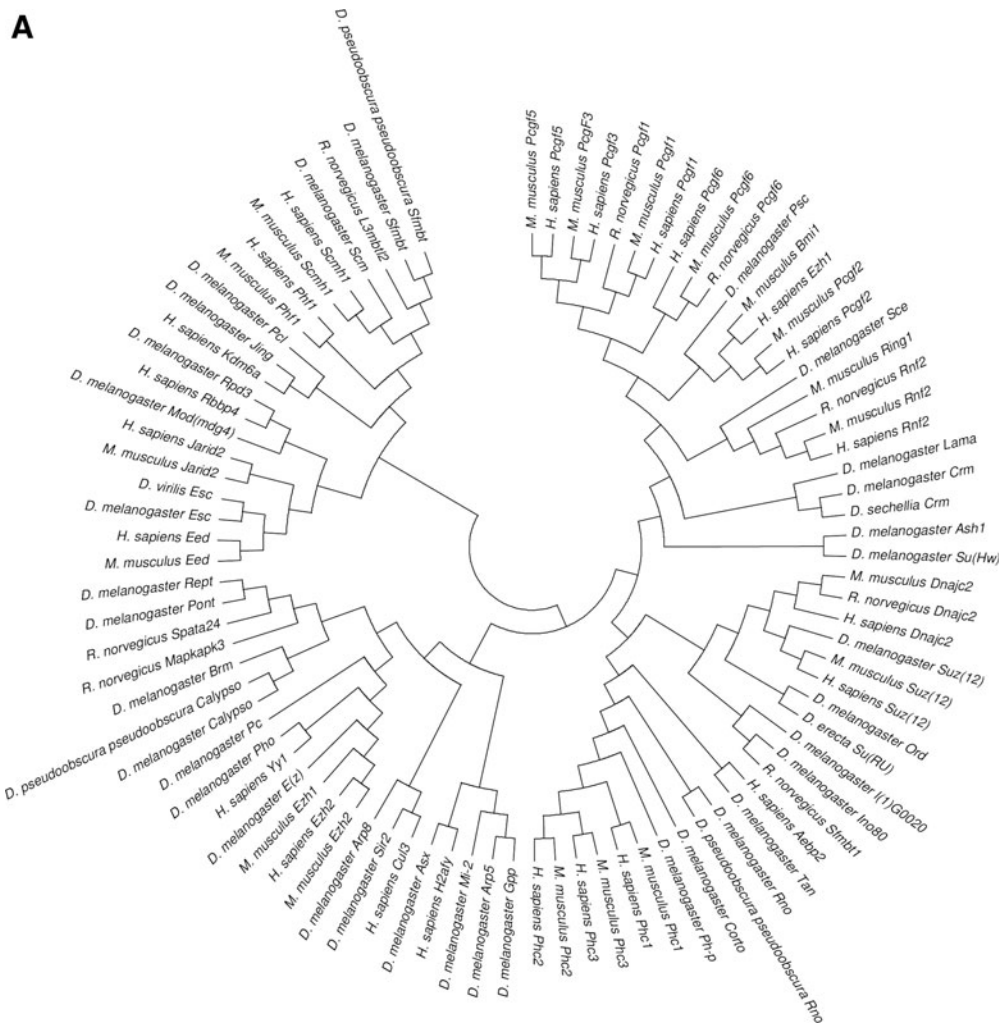 A
M. musculus Pcgf5
H. sapiens Pcgf5
M. musculus PcgF3
H. sapiens Pcgf3
R. norvegicus Pcgf1
M. musculus Pcgf1
H. sapiens Pcgf1
H. sapiens Pcgf6
M. musculus Pcgf6
R. norvegicus Pcgf6
D. melanogaster Psc
M. musculus Bmi1
H. sapiens Ezh1
M. musculus Pcgf2
H. sapiens Pcgf2
D. melanogaster Sce
M. musculus Ring1
R. norvegicus Rnf2
M. musculus Rnf2
H. sapiens Rnf2
D. melanogaster Lama
D. melanogaster Crm
D. sechellia Crm
D. melanogaster Ash1
D. melanogaster Su(Hw)
M. musculus Dnajc2
R. norvegicus Dnajc2
H. sapiens Dnajc2
D. melanogaster Suz(12)
M. musculus Suz(12)
H. sapiens Suz(12)
D. melanogaster Ord
D. erecta Su(RU)
D. melanogaster l(1)G0020
D. melanogaster Ino80
R. norvegicus Sfmbt1
H. sapiens Aebp2
D. melanogaster Tan
D. melanogaster Rno
D. pseudoobscura pseudoobscura Rno
D. melanogaster Corto
D. melanogaster Ph-p
M. musculus Phc1
H. sapiens Phc1
M. musculus Phc3
H. sapiens Phc3
M. musculus Phc2
H. sapiens Phc2
D. melanogaster Gpp
D. melanogaster Arp5
D. melanogaster Mi-2
H. sapiens H2afy
D. melanogaster Asx
H. sapiens Cul3
D. melanogaster Sir2
D. melanogaster Arp8
M. musculus Ezh2
H. sapiens Ezh2
M. musculus Ezh1
D. melanogaster E(z)
H. sapiens Yy1
D. melanogaster Pho
D. melanogaster Pc
D. melanogaster Calypso
D. pseudoobscura pseudoobscura Calypso
D. melanogaster Brm
R. norvegicus Mapkapk3
R. norvegicus Spata24
D. melanogaster Pont
D. melanogaster Rept
M. musculus Eed
H. sapiens Eed
D. melanogaster Esc
D. virilis Esc
M. musculus Jarid2
H. sapiens Jarid2
D. melanogaster Mod(mdg4)
H. sapiens Rbbp4
D. melanogaster Rpd3
H. sapiens Kdm6a
D. melanogaster Jing
D. melanogaster Pcl
M. musculus Phf1
H. sapiens Phf1
M. musculus Scmh1
H. sapiens Scmh1
D. melanogaster Scm
R. norvegicus L3mbtl2
D. melanogaster Sfmbt
D. pseudoobscura pseudoobscura Sfmbt